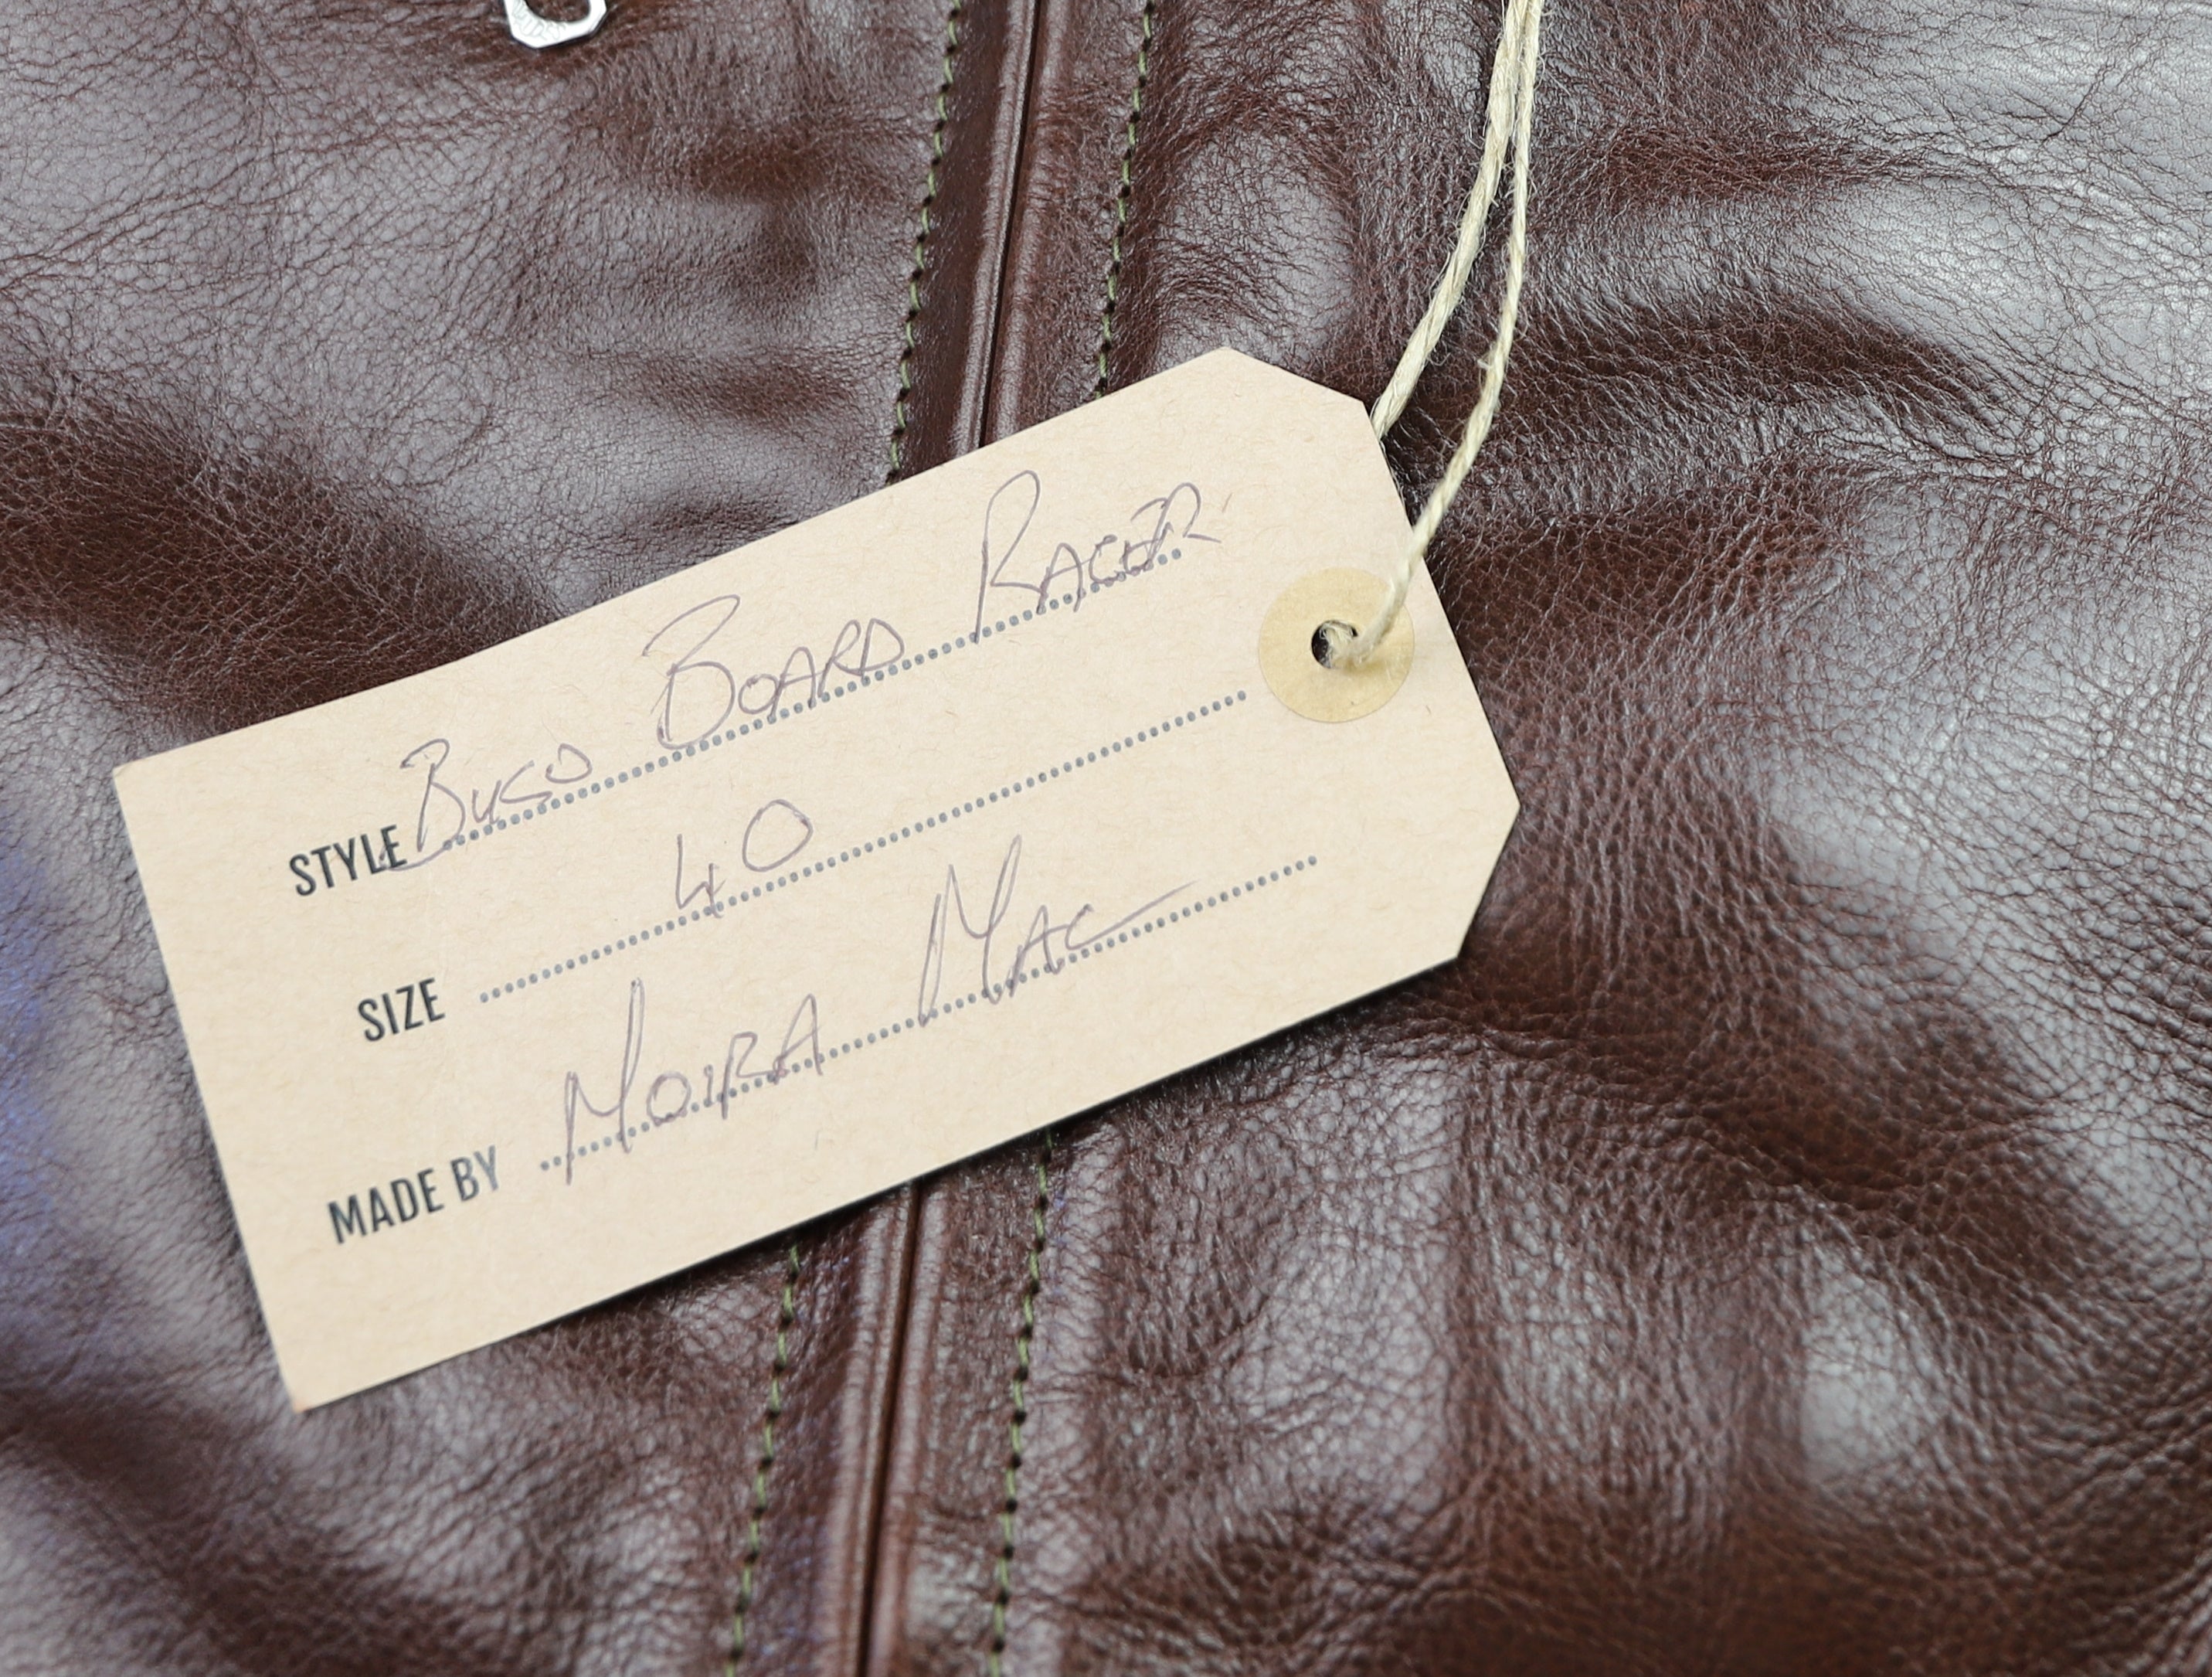 STYLE Buco Board Racer
SIZE 40
MADE BY Moira Mac